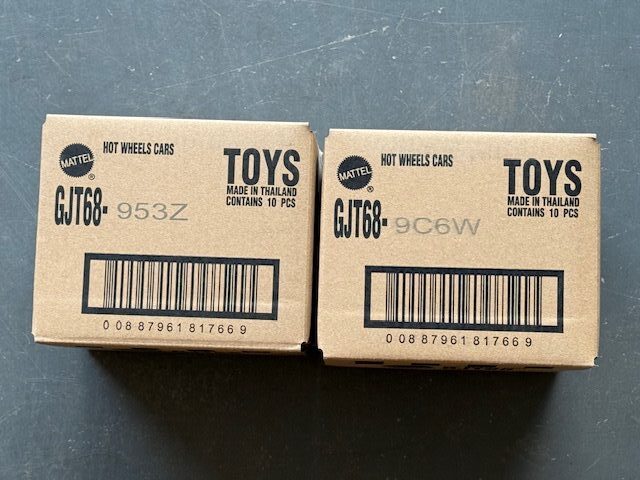 MATTEL
®
HOT WHEELS CARS
TOYS
MADE IN THAILAND
CONTAINS 10 PCS
GJT68- 953Z
0 08 87961 81766 9
MATTEL
®
HOT WHEELS CARS
TOYS
MADE IN THAILAND
CONTAINS 10 PCS
GJT68- 9C6W
0 08 87961 81766 9